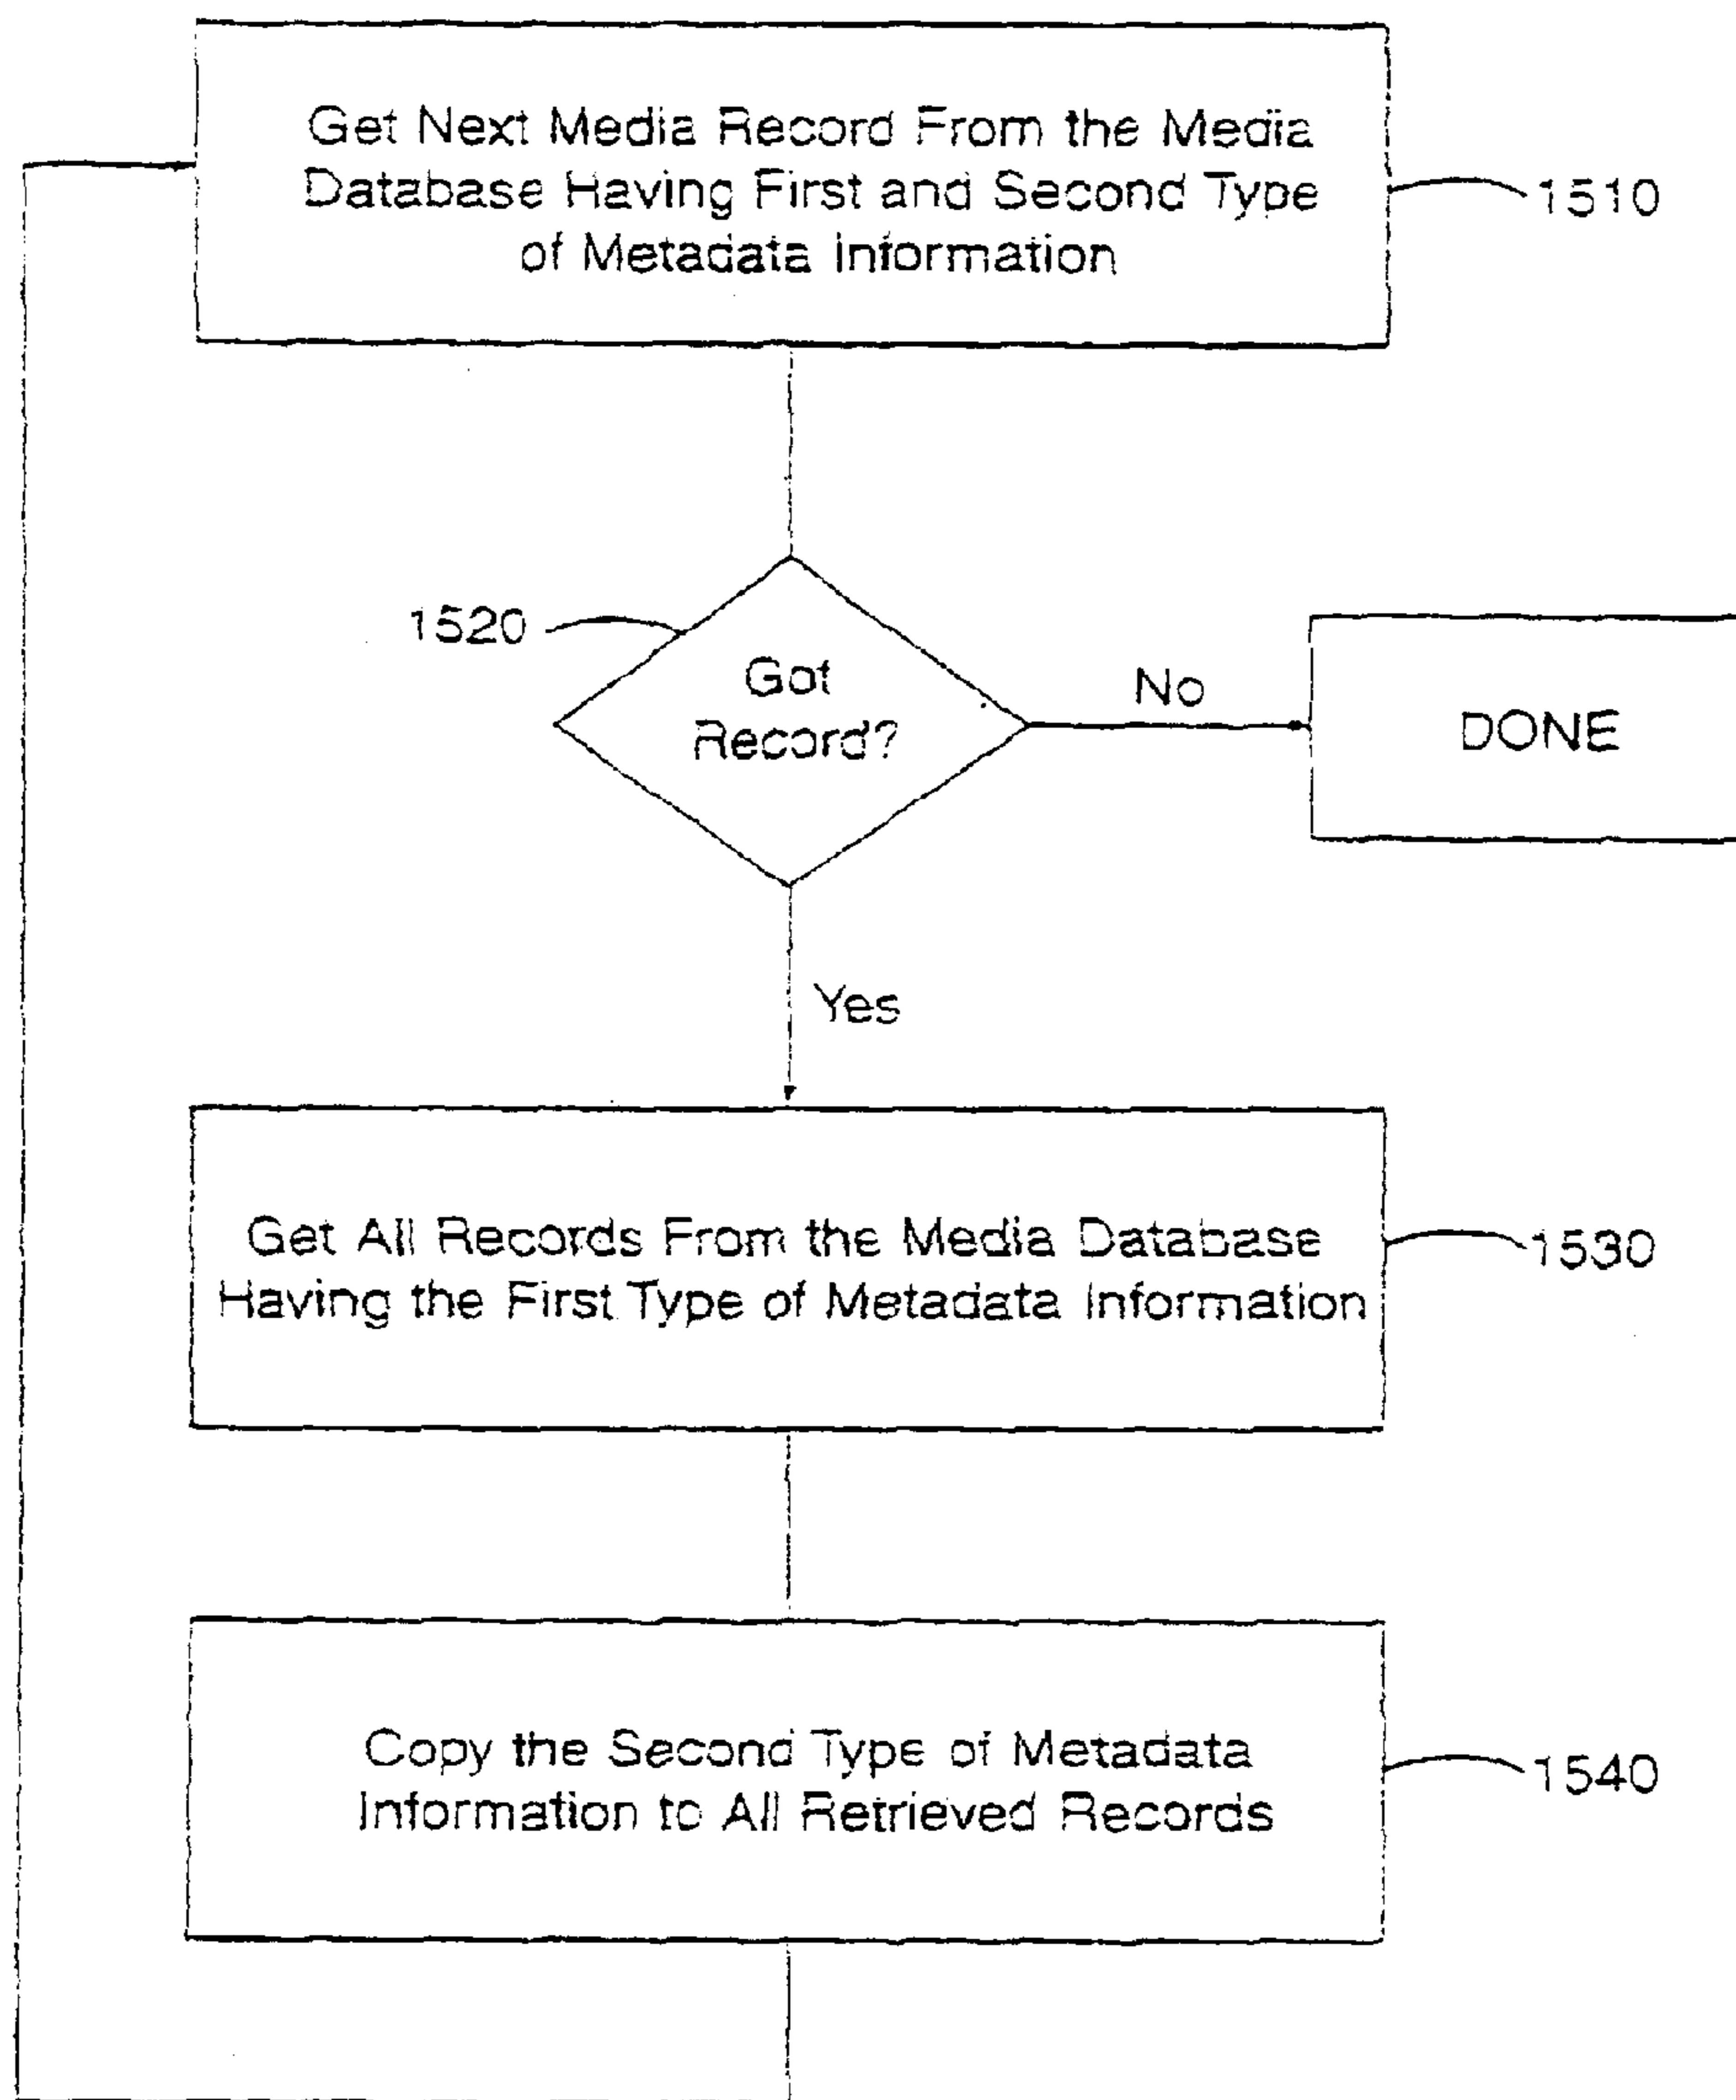 Get Next Media Record From the Media
Database Having First and Second Type
of Metadata Information
1510
1520
Got
Record?
No
DONE
Yes
Get All Records From the Media Database
Having the First Type of Metadata Information
1530
Copy the Second Type of Metadata
Information to All Retrieved Records
1540